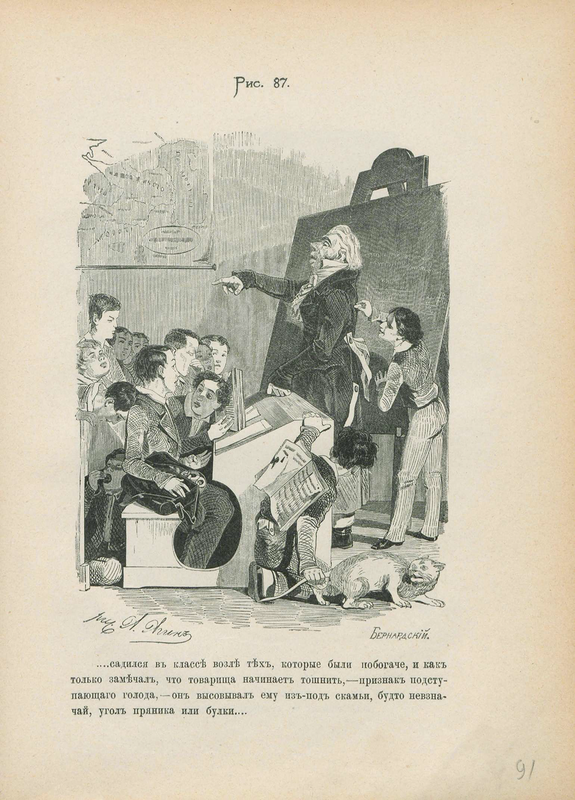 Рис. 87.
Рис. А. Агинъ
Бернардскій.
....садился въ классѣ возлѣ тѣхъ, которые были побогаче, и какъ
только замѣчалъ, что товарища начинаетъ тошнить,—признакъ подсту-
пающаго голода,—онъ высовывалъ ему изъ-подъ скамьи, будто невзна-
чай, уголъ пряника или булки....
91